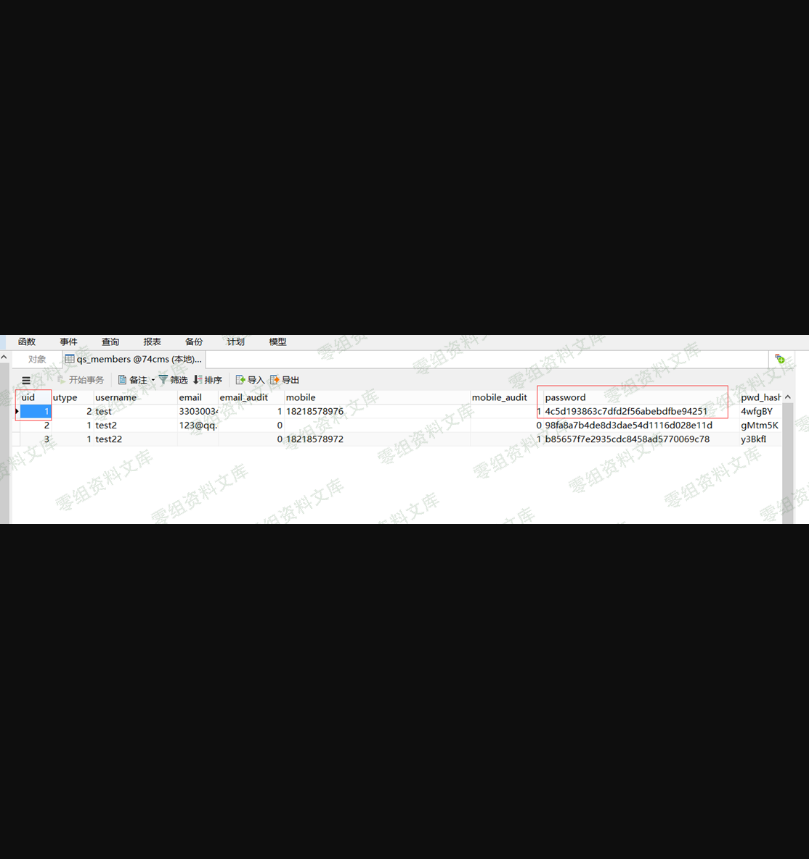 函数 事件 查询 报表 备份 计划 模型
对象 qs_members @74cms (本地)...
开始事务 备注 筛选 排序 导入 导出
uid utype username email email_audit mobile mobile_audit password pwd_hash
1 2 test 33030034 1 18218578976 1 4c5d193863c7dfd2f56abebdfbe94251 4wfgBY
2 1 test2 123@qq. 0 0 98fa8a7b4de8d3dae54d1116d028e11d gMtm5K
3 1 test22 0 18218578972 1 b85657f7e2935cdc8458ad5770069c78 y3Bkfl
零组资料文库